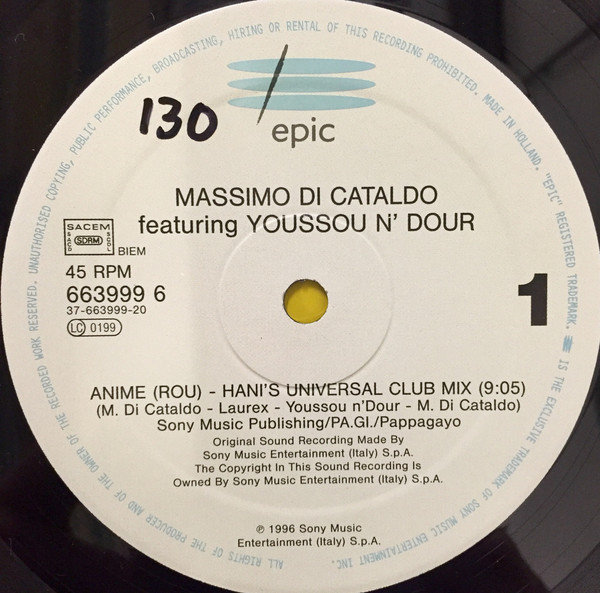 130
epic
MASSIMO DI CATALDO
featuring YOUSSOU N' DOUR
SACEM
SACD
SDRM
SGDL
BIEM
45 RPM
663999 6
37-663999-20
LC 0199
1
ANIME (ROU) - HANI'S UNIVERSAL CLUB MIX (9:05)
(M. Di Cataldo - Laurex - Youssou n'Dour - M. Di Cataldo)
Sony Music Publishing/PA.GI./Pappagayo
Original Sound Recording Made By
Sony Music Entertainment (Italy) S.p.A.
The Copyright In This Sound Recording Is
Owned By Sony Music Entertainment (Italy) S.p.A.
℗ 1996 Sony Music
Entertainment (Italy) S.p.A.
ALL RIGHTS OF THE PRODUCER AND OF THE OWNER OF THE RECORDED WORK RESERVED. UNAUTHORISED COPYING, PUBLIC PERFORMANCE, BROADCASTING, HIRING OR RENTAL OF THIS RECORDING PROHIBITED. MADE IN HOLLAND. "EPIC" REGISTERED TRADEMARK. IS THE EXCLUSIVE TRADEMARK OF SONY MUSIC ENTERTAINMENT INC.